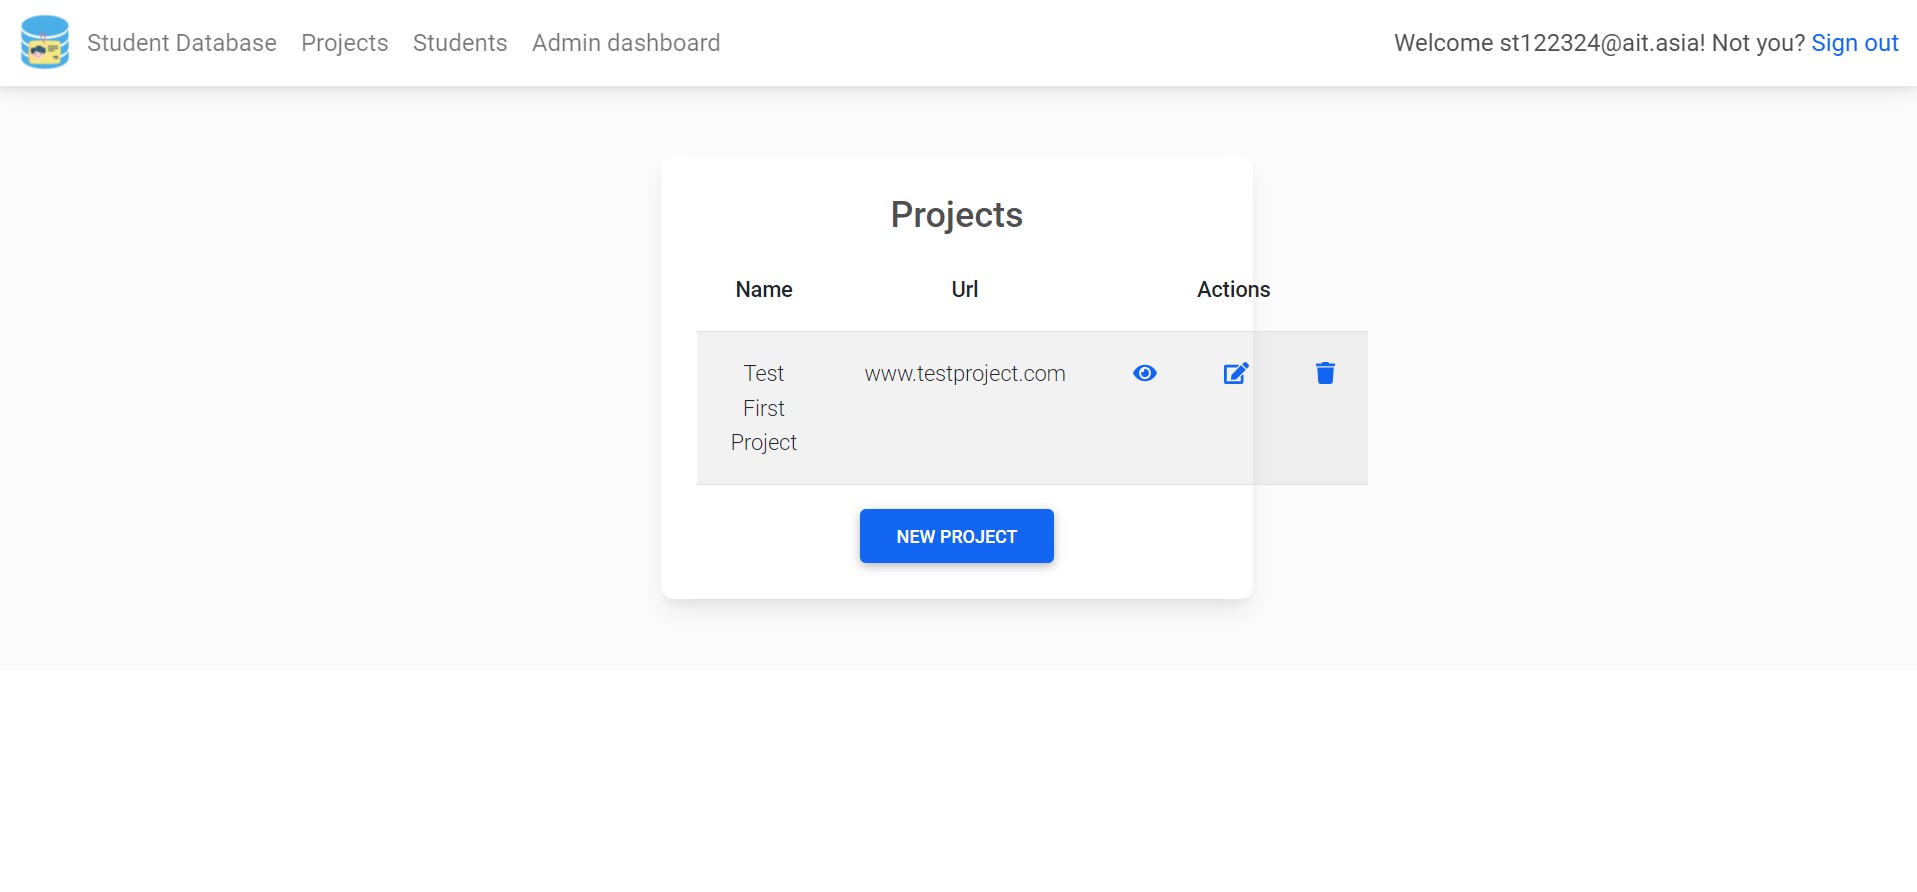 Student Database Projects Students Admin dashboard Welcome st122324@ait.asia! Not you? Sign out
Projects
Name Url Actions
Test www.testproject.com
First
Project
NEW PROJECT